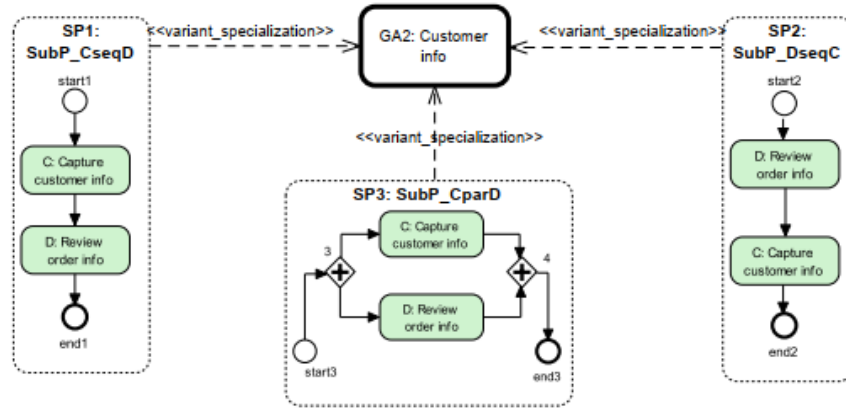 SP1:
SubP_CseqD
start1
C: Capture
customer info
D: Review
order info
end1
<<variant_specialization>>
GA2: Customer
info
<<variant_specialization>>
<<variant_specialization>>
SP3: SubP_CparD
3
C: Capture
customer info
4
D: Review
order info
start3
end3
SP2:
SubP_DseqC
start2
D: Review
order info
C: Capture
customer info
end2